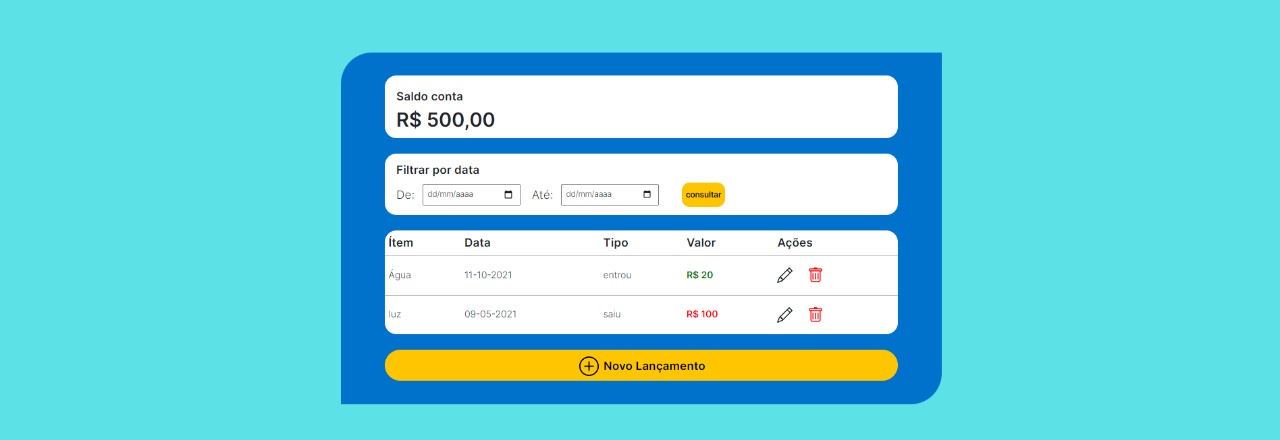 Saldo conta
R$ 500,00
Filtrar por data
De: dd/mm/aaaa Até: dd/mm/aaaa consultar
Ítem Data Tipo Valor Ações
Água 11-10-2021 entrou R$ 20
luz 09-05-2021 saiu R$ 100
Novo Lançamento